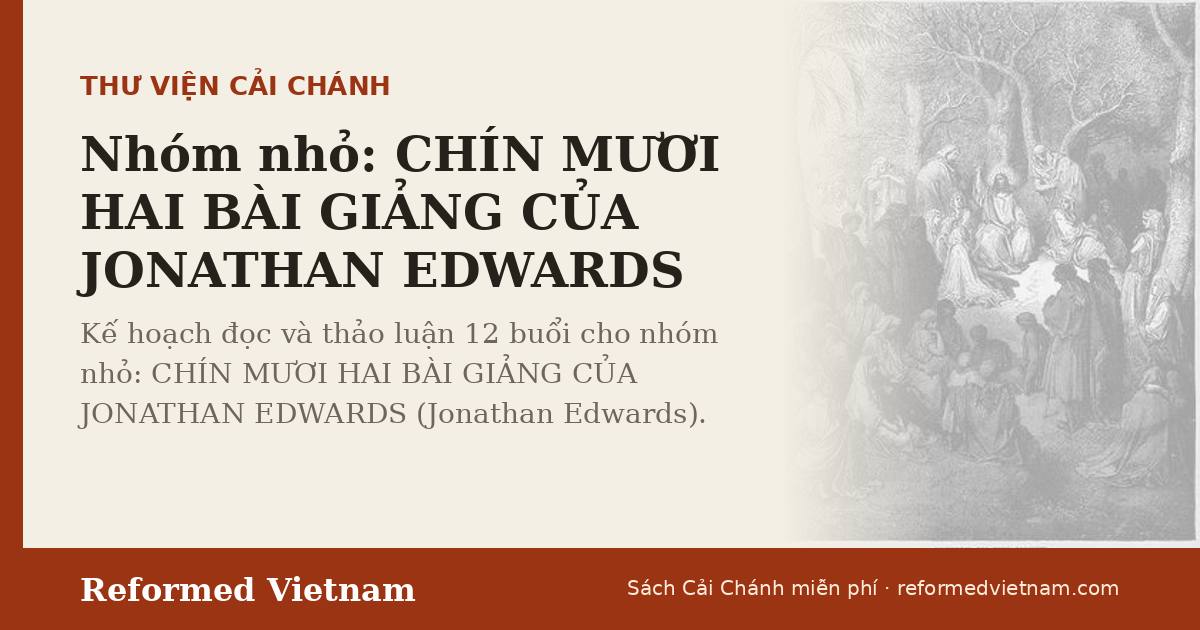 THƯ VIỆN CẢI CHÁNH
Nhóm nhỏ: CHÍN MƯƠI
HAI BÀI GIẢNG CỦA
JONATHAN EDWARDS
Kế hoạch đọc và thảo luận 12 buổi cho nhóm
nhỏ: CHÍN MƯƠI HAI BÀI GIẢNG CỦA
JONATHAN EDWARDS (Jonathan Edwards).
Reformed Vietnam
Sách Cải Chánh miễn phí · reformedvietnam.com